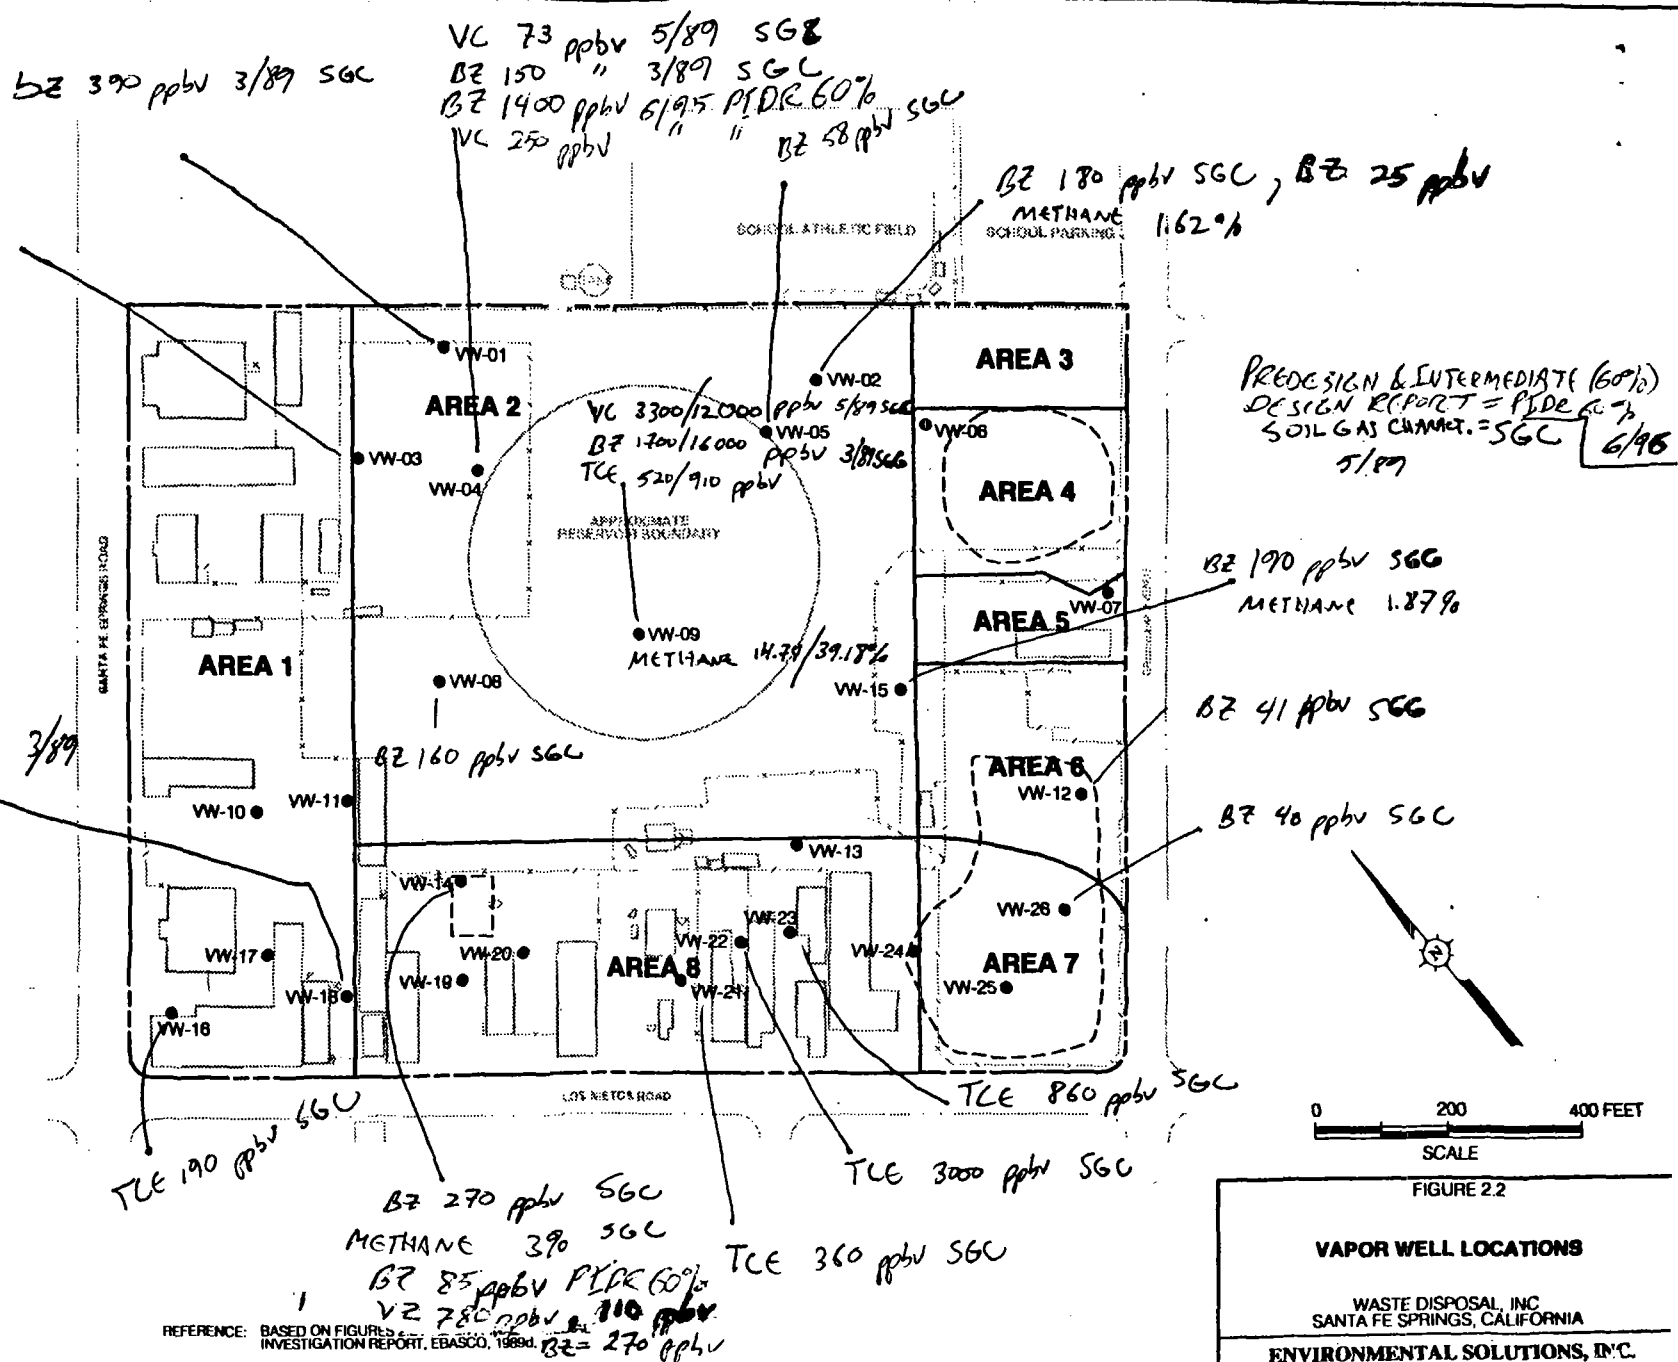 VC 73 ppbv 5/89 SGC
BZ 390 ppbv 3/89 SGC
BZ 150 " 3/89 SGC
BZ 1400 ppbv 6/95 PIDR 60%
VC 250 ppbv " "
BZ 58 ppbv SGC
BZ 180 ppbv SGC, BZ 25 ppbv
METHANE 1.62%
SCHOOL ATHLETIC FIELD
SCHOOL PARKING
VW-01
VW-02
AREA 3
AREA 2
VC 3300/12000 ppbv 5/89 SGC
VW-05
VW-06
BZ 1700/16000 ppbv 3/89 SGC
TCE 520/910 ppbv
PREDESIGN & INTERMEDIATE (60%)
DESIGN REPORT = PIDR 60%
SOIL GAS CHARACT. = SGC
5/89
6/95
VW-03
VW-04
AREA 4
APPROXIMATE
RESERVOIR BOUNDARY
SANTA FE SPRINGS ROAD
BZ 190 ppbv SGC
METHANE 1.87%
VW-07
AREA 5
VW-09
METHANE 14.79/39.18%
AREA 1
VW-08
VW-15
BZ 41 ppbv SGC
3/89
BZ 160 ppbv SGC
AREA 6
VW-12
VW-11
VW-10
BZ 40 ppbv SGC
VW-13
VW-14
VW-26
VW-23
VW-22
VW-24
VW-20
VW-17
AREA 8
AREA 7
VW-19
VW-21
VW-25
VW-18
VW-16
N
LOS NIETOS ROAD
TCE 860 ppbv SGC
0 200 400 FEET
SCALE
TCE 190 ppbv SGC
TCE 3000 ppbv SGC
BZ 270 ppbv SGC
METHANE 3% SGC
TCE 360 ppbv SGC
BZ 85 ppbv PIDR 60%
VZ 780 ppbv 110 ppbv
BZ = 270 ppbv
REFERENCE: BASED ON FIGURES
INVESTIGATION REPORT, EBASCO, 1989d.
FIGURE 2.2
VAPOR WELL LOCATIONS
WASTE DISPOSAL, INC
SANTA FE SPRINGS, CALIFORNIA
ENVIRONMENTAL SOLUTIONS, INC.